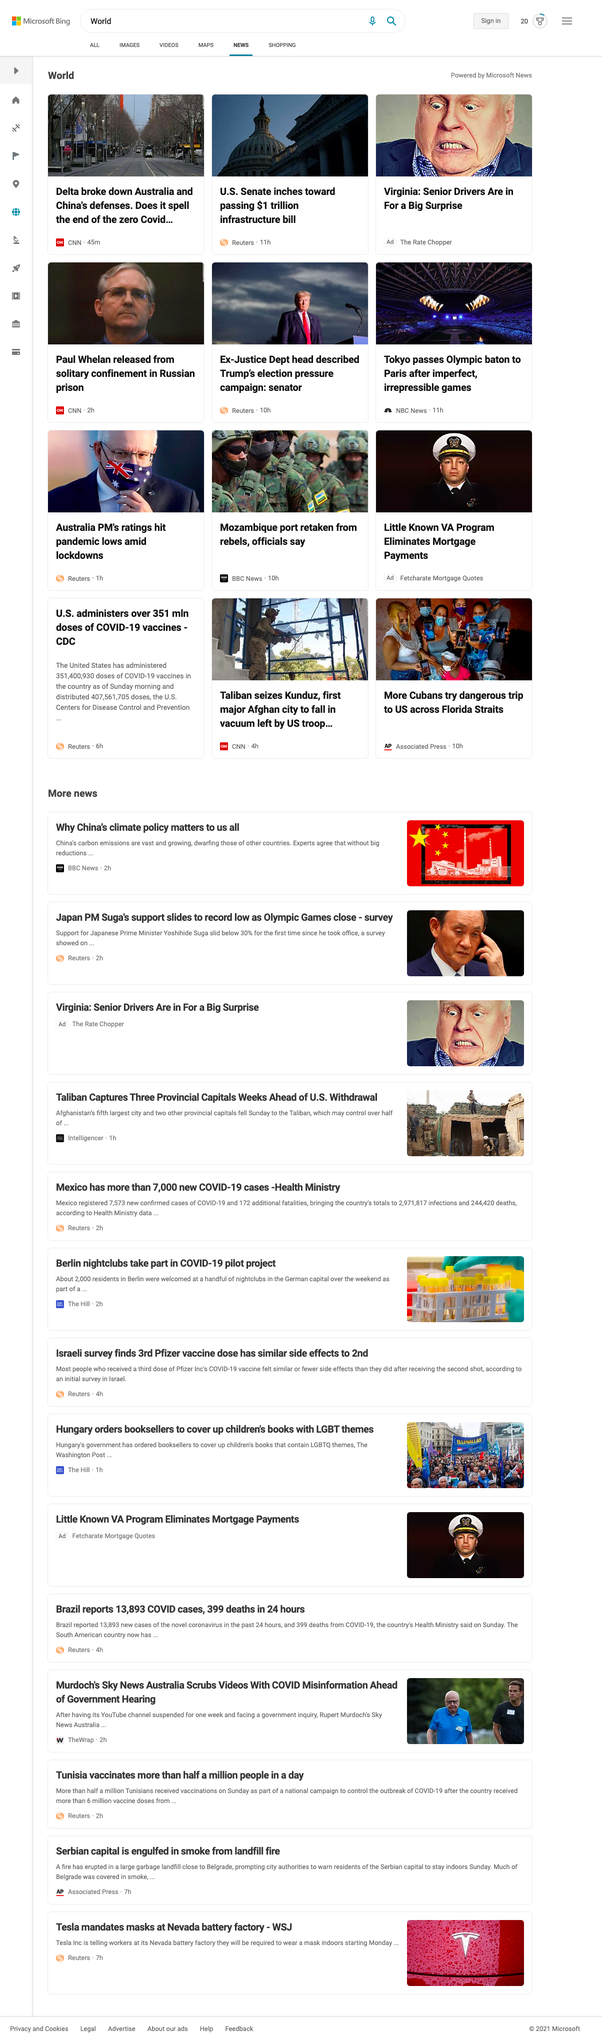 Microsoft Bing
World
Sign in
20
ALL
IMAGES
VIDEOS
MAPS
NEWS
SHOPPING
World
Powered by Microsoft News
Delta broke down Australia and
China's defenses. Does it spell
the end of the zero Covid...
CNN · 45m
U.S. Senate inches toward
passing $1 trillion
infrastructure bill
Reuters · 11h
Virginia: Senior Drivers Are in
For a Big Surprise
Ad The Rate Chopper
Paul Whelan released from
solitary confinement in Russian
prison
CNN · 2h
Ex-Justice Dept head described
Trump's election pressure
campaign: senator
Reuters · 10h
Tokyo passes Olympic baton to
Paris after imperfect,
irrepressible games
NBC News · 11h
Australia PM's ratings hit
pandemic lows amid
lockdowns
Reuters · 1h
Mozambique port retaken from
rebels, officials say
BBC News · 10h
Little Known VA Program
Eliminates Mortgage
Payments
Ad Fetcharate Mortgage Quotes
U.S. administers over 351 mln
doses of COVID-19 vaccines -
CDC
The United States has administered
351,400,930 doses of COVID-19 vaccines in
the country as of Sunday morning and
distributed 407,561,705 doses, the U.S.
Centers for Disease Control and Prevention
...
Reuters · 6h
Taliban seizes Kunduz, first
major Afghan city to fall in
vacuum left by US troop...
CNN · 4h
More Cubans try dangerous trip
to US across Florida Straits
AP Associated Press · 10h
More news
Why China's climate policy matters to us all
China's carbon emissions are vast and growing, dwarfing those of other countries. Experts agree that without big
reductions ...
BBC News · 2h
Japan PM Suga's support slides to record low as Olympic Games close - survey
Support for Japanese Prime Minister Yoshihide Suga slid below 30% for the first time since he took office, a survey
showed on ...
Reuters · 2h
Virginia: Senior Drivers Are in For a Big Surprise
Ad The Rate Chopper
Taliban Captures Three Provincial Capitals Weeks Ahead of U.S. Withdrawal
Afghanistan's fifth largest city and two other provincial capitals fell Sunday to the Taliban, which may control over half
of ...
Intelligencer · 1h
Mexico has more than 7,000 new COVID-19 cases -Health Ministry
Mexico registered 7,573 new confirmed cases of COVID-19 and 172 additional fatalities, bringing the country's totals to 2,971,817 infections and 244,420 deaths,
according to Health Ministry data ...
Reuters · 2h
Berlin nightclubs take part in COVID-19 pilot project
About 2,000 residents in Berlin were welcomed at a handful of nightclubs in the German capital over the weekend as
part of a ...
The Hill · 2h
Israeli survey finds 3rd Pfizer vaccine dose has similar side effects to 2nd
Most people who received a third dose of Pfizer Inc's COVID-19 vaccine felt similar or fewer side effects than they did after receiving the second shot, according to
an initial survey in Israel.
Reuters · 4h
Hungary orders booksellers to cover up children's books with LGBT themes
Hungary's government has ordered booksellers to cover up children's books that contain LGBTQ themes, The
Washington Post ...
The Hill · 1h
Little Known VA Program Eliminates Mortgage Payments
Ad Fetcharate Mortgage Quotes
Brazil reports 13,893 COVID cases, 399 deaths in 24 hours
Brazil reported 13,893 new cases of the novel coronavirus in the past 24 hours, and 399 deaths from COVID-19, the country's Health Ministry said on Sunday. The
South American country now has ...
Reuters · 4h
Murdoch's Sky News Australia Scrubs Videos With COVID Misinformation Ahead
of Government Hearing
After having its YouTube channel suspended for one week and facing a government inquiry, Rupert Murdoch's Sky
News Australia ...
W TheWrap · 2h
Tunisia vaccinates more than half a million people in a day
More than half a million Tunisians received vaccinations on Sunday as part of a national campaign to control the outbreak of COVID-19 after the country received
more than 6 million vaccine doses from ...
Reuters · 2h
Serbian capital is engulfed in smoke from landfill fire
A fire has erupted in a large garbage landfill close to Belgrade, prompting city authorities to warn residents of the Serbian capital to stay indoors Sunday. Much of
Belgrade was covered in smoke, ...
AP Associated Press · 7h
Tesla mandates masks at Nevada battery factory - WSJ
Tesla Inc is telling workers at its Nevada battery factory they will be required to wear a mask indoors starting Monday ...
Reuters · 7h
Privacy and Cookies
Legal
Advertise
About our ads
Help
Feedback
© 2021 Microsoft